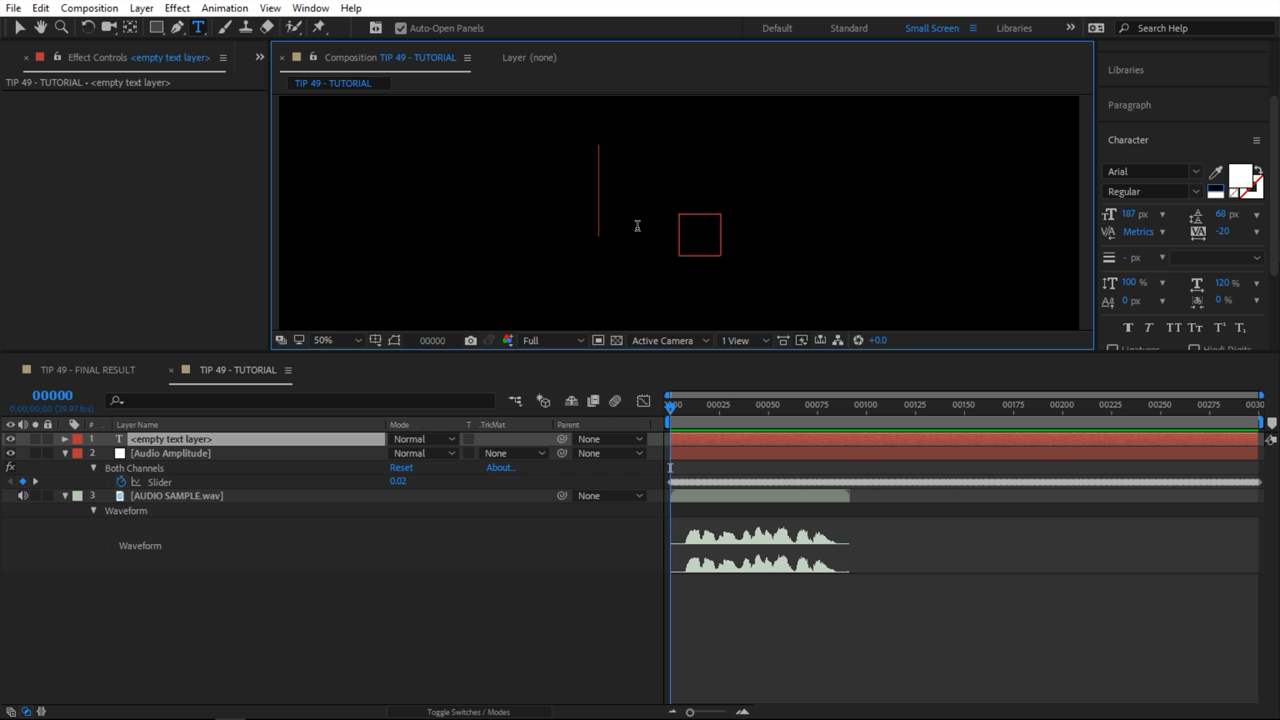 File Edit Composition Layer Effect Animation View Window Help
T Auto-Open Panels Default Standard Small Screen Libraries Search Help
Effect Controls <empty text layer>
Composition TIP 49 - TUTORIAL Layer (none)
TIP 49 - TUTORIAL • <empty text layer>
TIP 49 - TUTORIAL
Libraries
Paragraph
Character
Arial
Regular
187 px 68 px
Metrics -20
- px
100 % 120 %
0 px 0 %
T T TT Tt T¹ T₁
50% 00000 Full Active Camera 1 View +0.0
TIP 49 - FINAL RESULT TIP 49 - TUTORIAL
00000
0;00;00;00 (29.97 fps)
00025 00050 00075 00100 00125 00150 00175 00200 00225 00250 00275
# Layer Name Mode T .TrkMat Parent
1 T <empty text layer> Normal None
2 [Audio Amplitude] Normal None None
fx Both Channels Reset About...
Slider 0.02
3 [AUDIO SAMPLE.wav] None
Waveform
Waveform
Toggle Switches / Modes